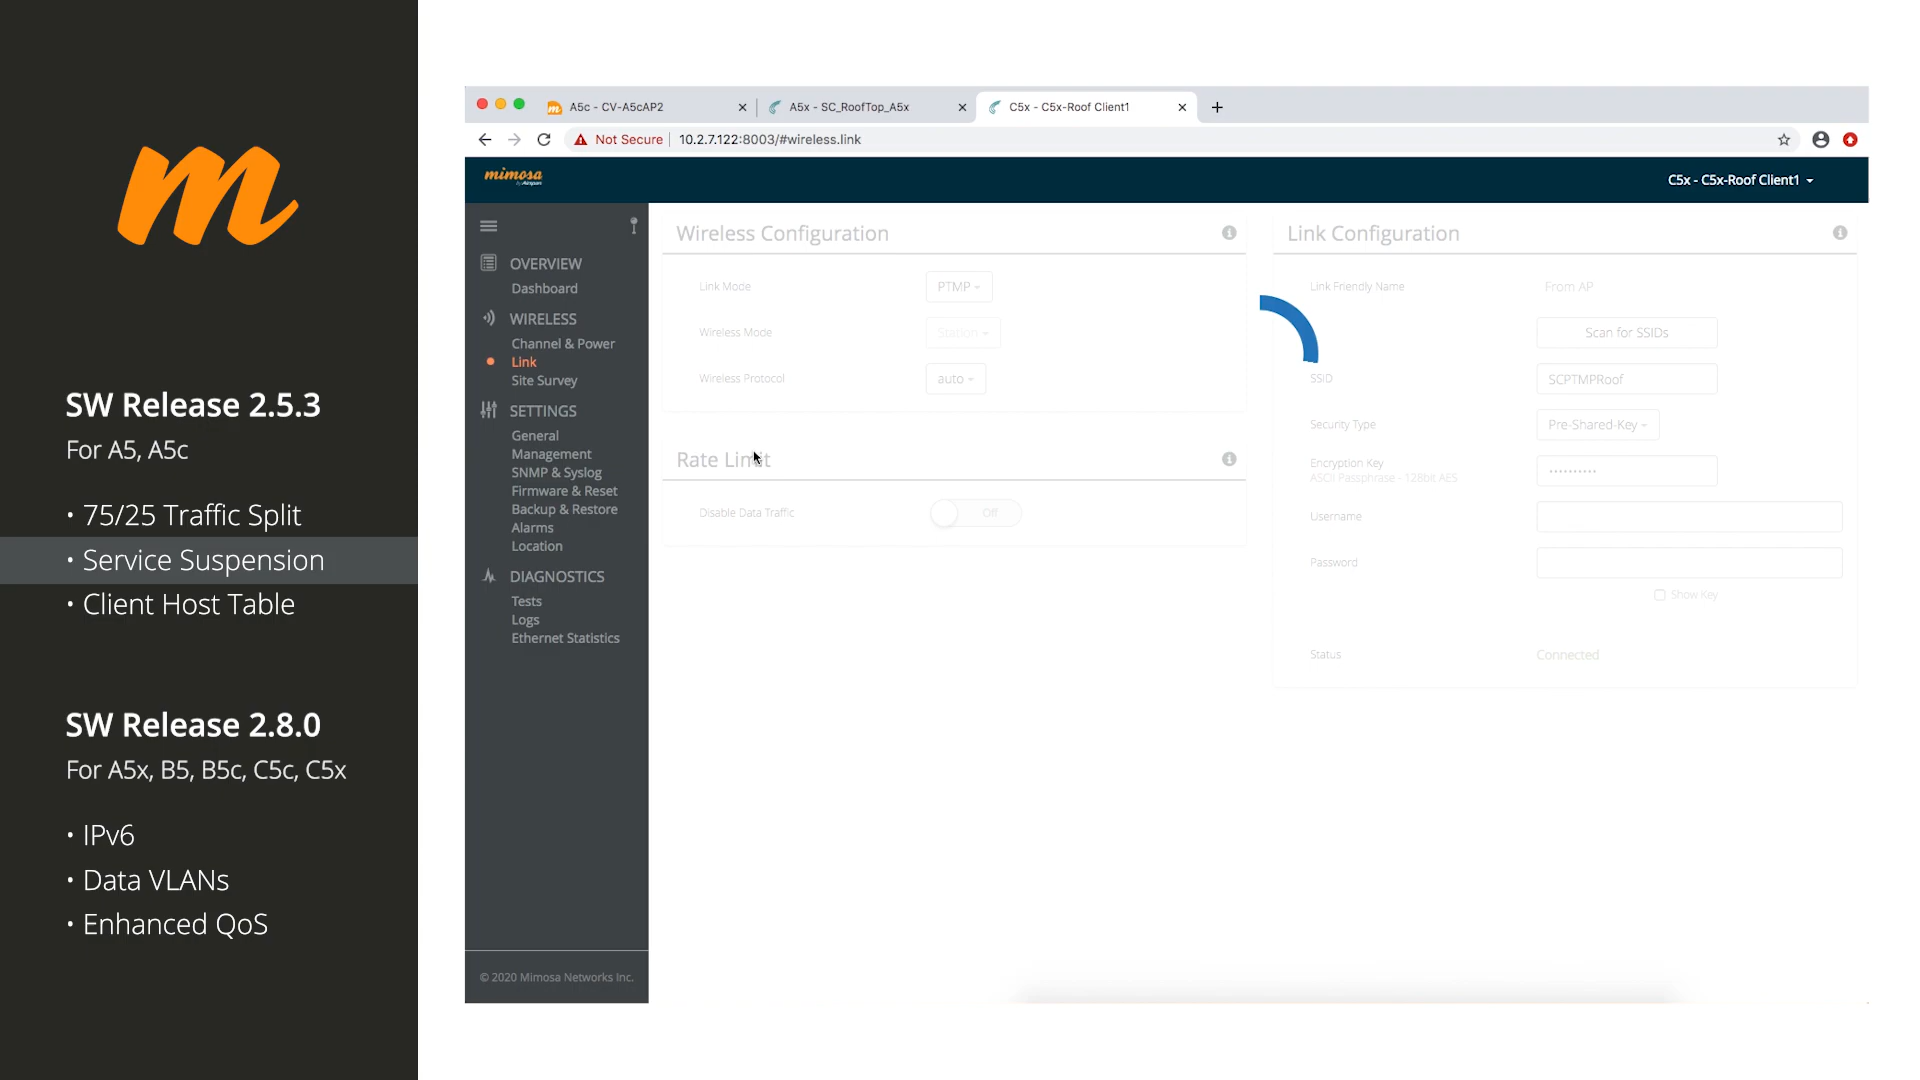 m
SW Release 2.5.3
For A5, A5c
• 75/25 Traffic Split
• Service Suspension
• Client Host Table
SW Release 2.8.0
For A5x, B5, B5c, C5c, C5x
• IPv6
• Data VLANs
• Enhanced QoS
A5c - CV-A5cAP2
A5x - SC_RoofTop_A5x
C5x - C5x-Roof Client1
Not Secure
10.2.7.122:8003/#wireless.link
mimosa
by Airspan
C5x - C5x-Roof Client1
OVERVIEW
Dashboard
WIRELESS
Channel & Power
Link
Site Survey
SETTINGS
General
Management
SNMP & Syslog
Firmware & Reset
Backup & Restore
Alarms
Location
DIAGNOSTICS
Tests
Logs
Ethernet Statistics
© 2020 Mimosa Networks Inc.
Wireless Configuration
Link Mode PTMP
Wireless Mode Station
Wireless Protocol auto
Rate Limit
Disable Data Traffic Off
Link Configuration
Link Friendly Name From AP
Scan for SSIDs
SSID SCPTMPRoof
Security Type Pre-Shared-Key
Encryption Key
ASCII Passphrase - 128bit AES
Username
Password
Show Key
Status Connected